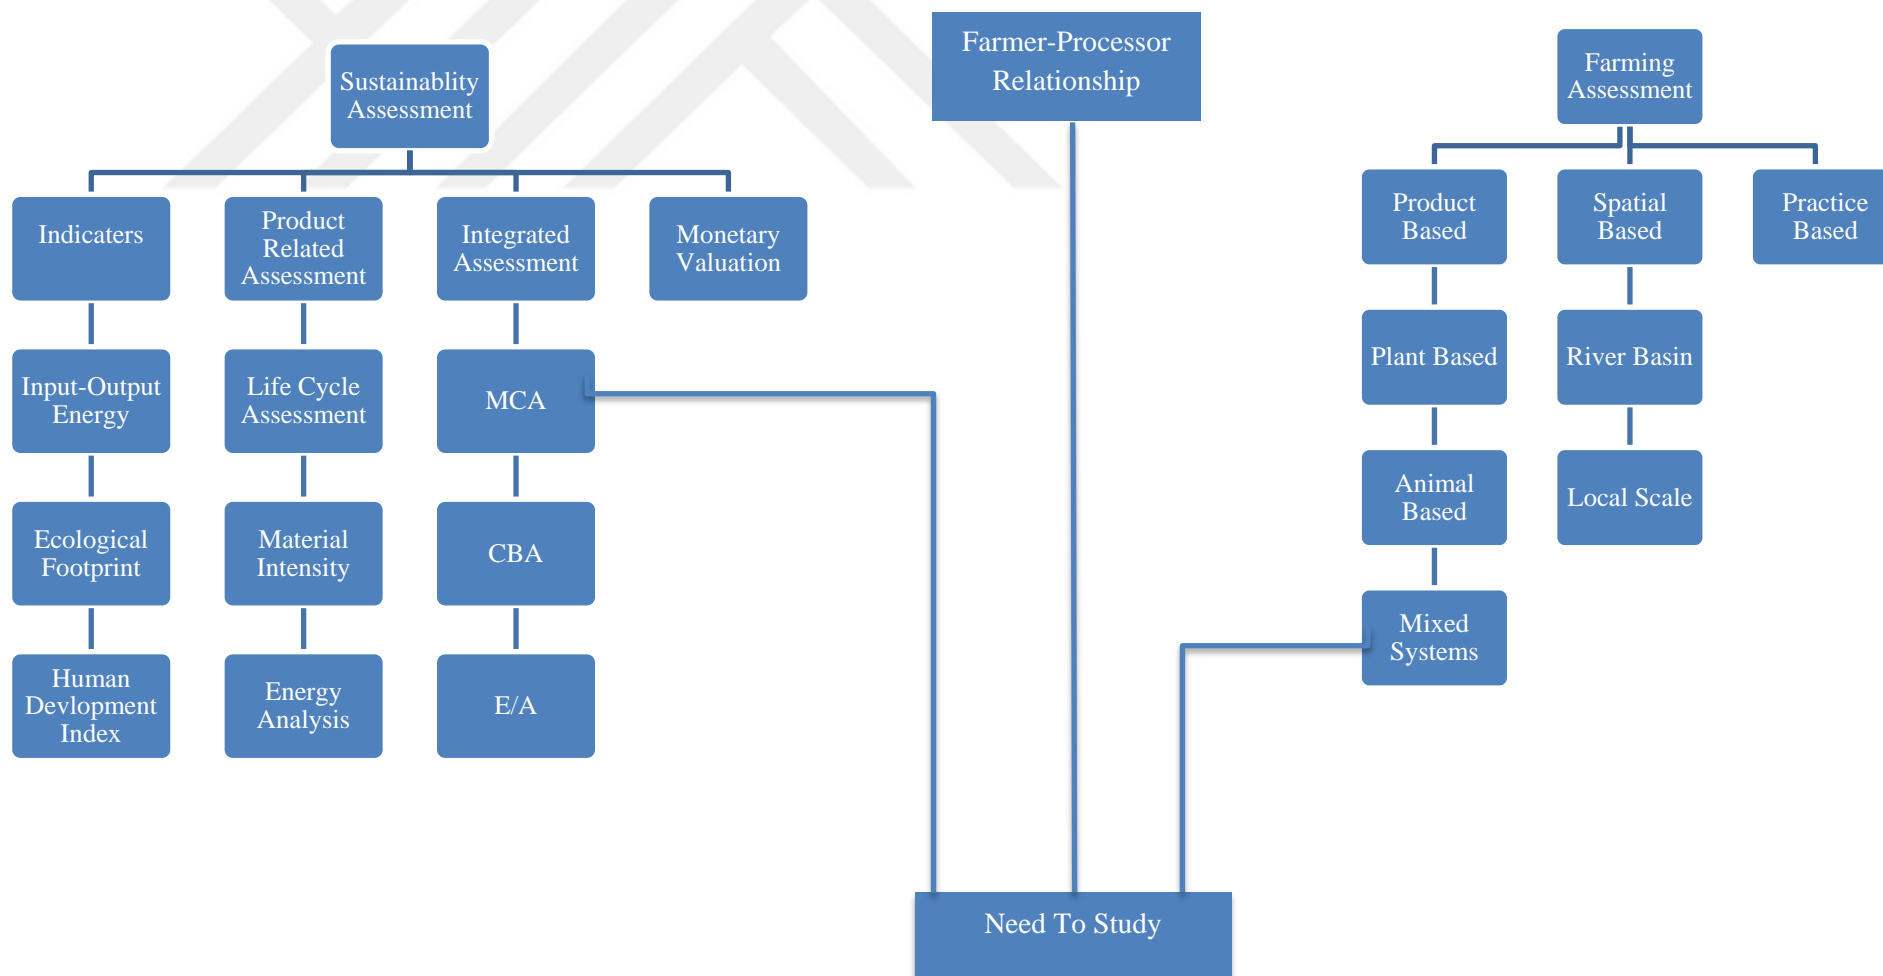 Sustainablity
Assessment
Indicaters
Input-Output
Energy
Ecological
Footprint
Human
Devlopment
Index
Product
Related
Assessment
Life Cycle
Assessment
Material
Intensity
Energy
Analysis
Integrated
Assessment
MCA
CBA
E/A
Monetary
Valuation
Farmer-Processor
Relationship
Farming
Assessment
Product
Based
Plant Based
Animal
Based
Mixed
Systems
Spatial
Based
River Basin
Local Scale
Practice
Based
Need To Study